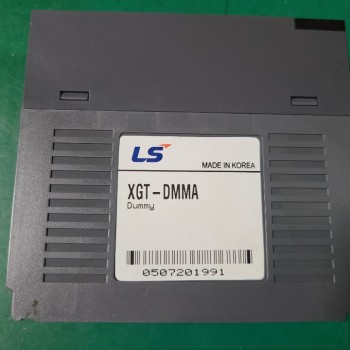 LS
MADE IN KOREA
XGT-DMMA
Dummy
0507201991